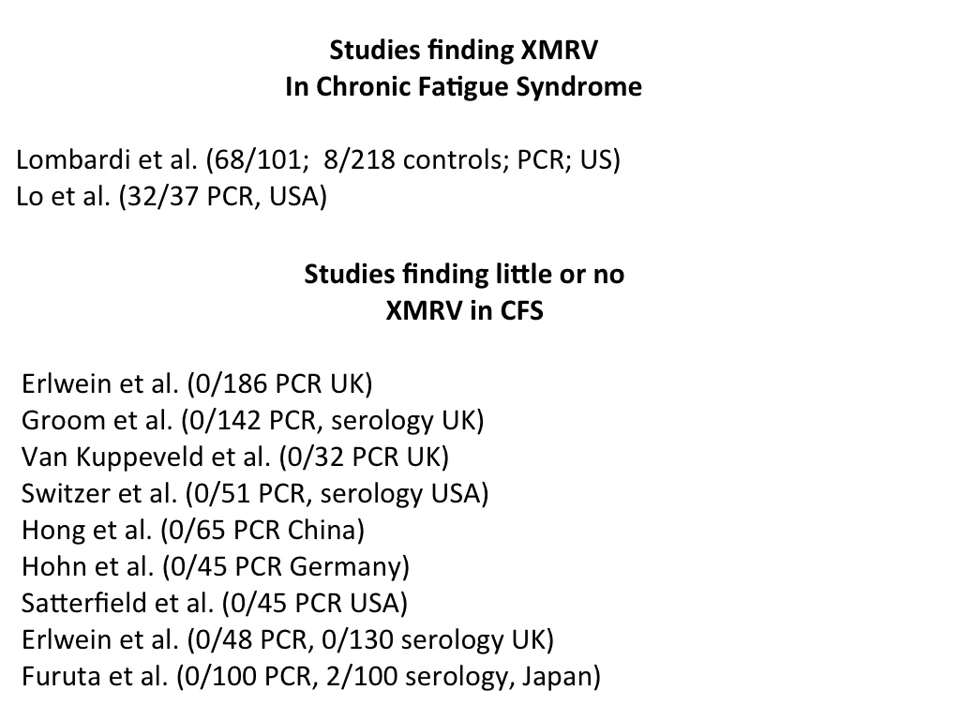 Studies finding XMRV
In Chronic Fatigue Syndrome
Lombardi et al. (68/101;  8/218 controls; PCR; US)
Lo et al. (32/37 PCR, USA)
Studies finding little or no
XMRV in CFS
Erlwein et al. (0/186 PCR UK)
Groom et al. (0/142 PCR, serology UK)
Van Kuppeveld et al. (0/32 PCR UK)
Switzer et al. (0/51 PCR, serology USA)
Hong et al. (0/65 PCR China)
Hohn et al. (0/45 PCR Germany)
Satterfield et al. (0/45 PCR USA)
Erlwein et al. (0/48 PCR, 0/130 serology UK)
Furuta et al. (0/100 PCR, 2/100 serology, Japan)